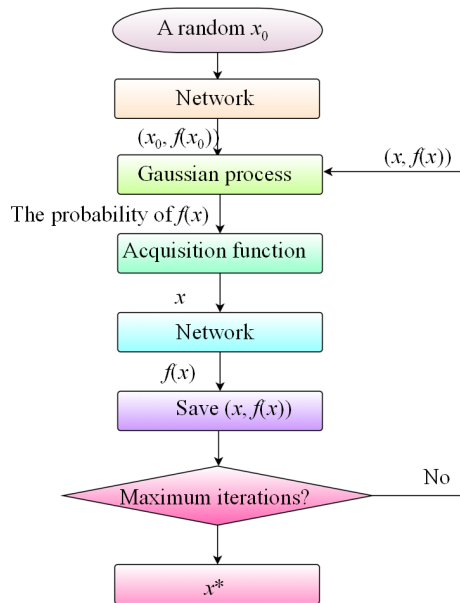 A random x₀
Network
(x₀, f(x₀))
(x, f(x))
Gaussian process
The probability of f(x)
Acquisition function
x
Network
f(x)
Save (x, f(x))
No
Maximum iterations?
x*